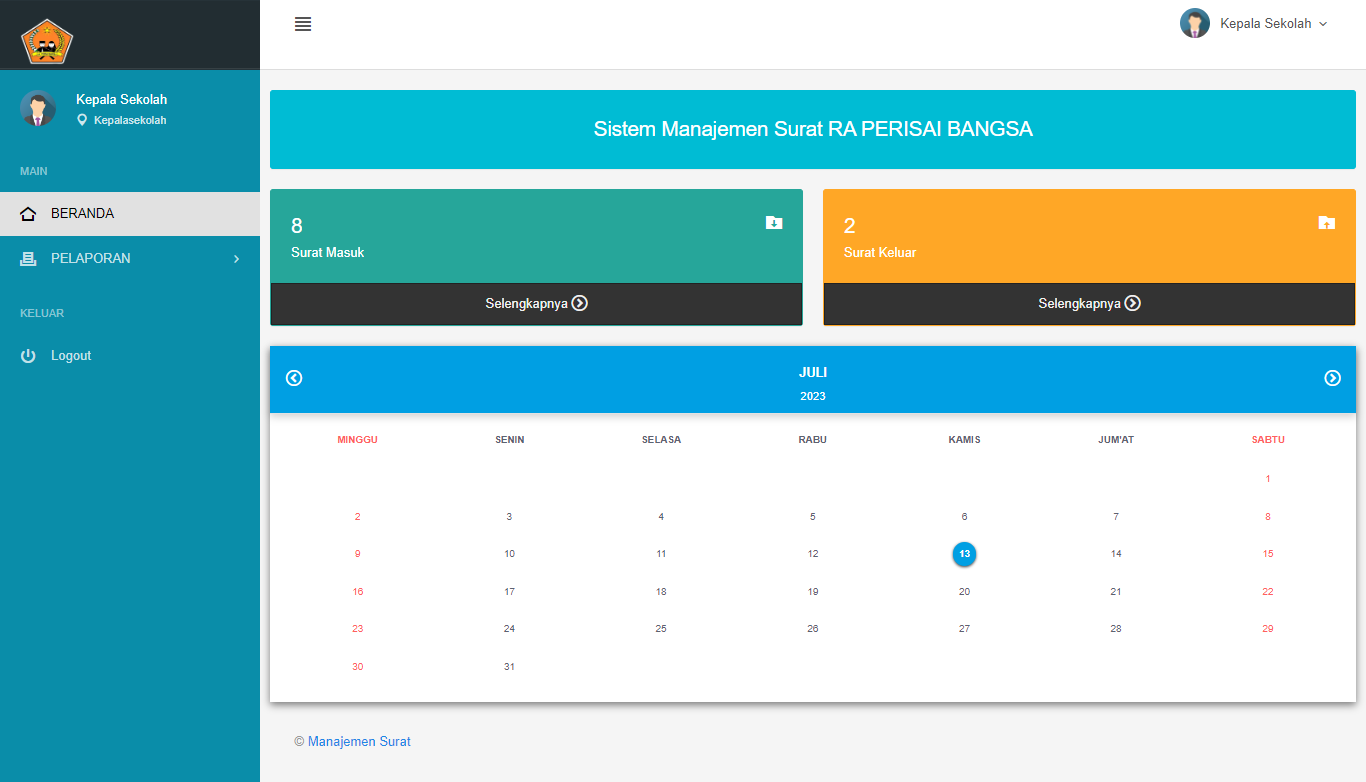 Kepala Sekolah
Kepala Sekolah
Kepalasekolah
MAIN
BERANDA
PELAPORAN
KELUAR
Logout
Sistem Manajemen Surat RA PERISAI BANGSA
8
Surat Masuk
Selengkapnya
2
Surat Keluar
Selengkapnya
JULI
2023
MINGGU SENIN SELASA RABU KAMIS JUM'AT SABTU
1
2 3 4 5 6 7 8
9 10 11 12 13 14 15
16 17 18 19 20 21 22
23 24 25 26 27 28 29
30 31
© Manajemen Surat